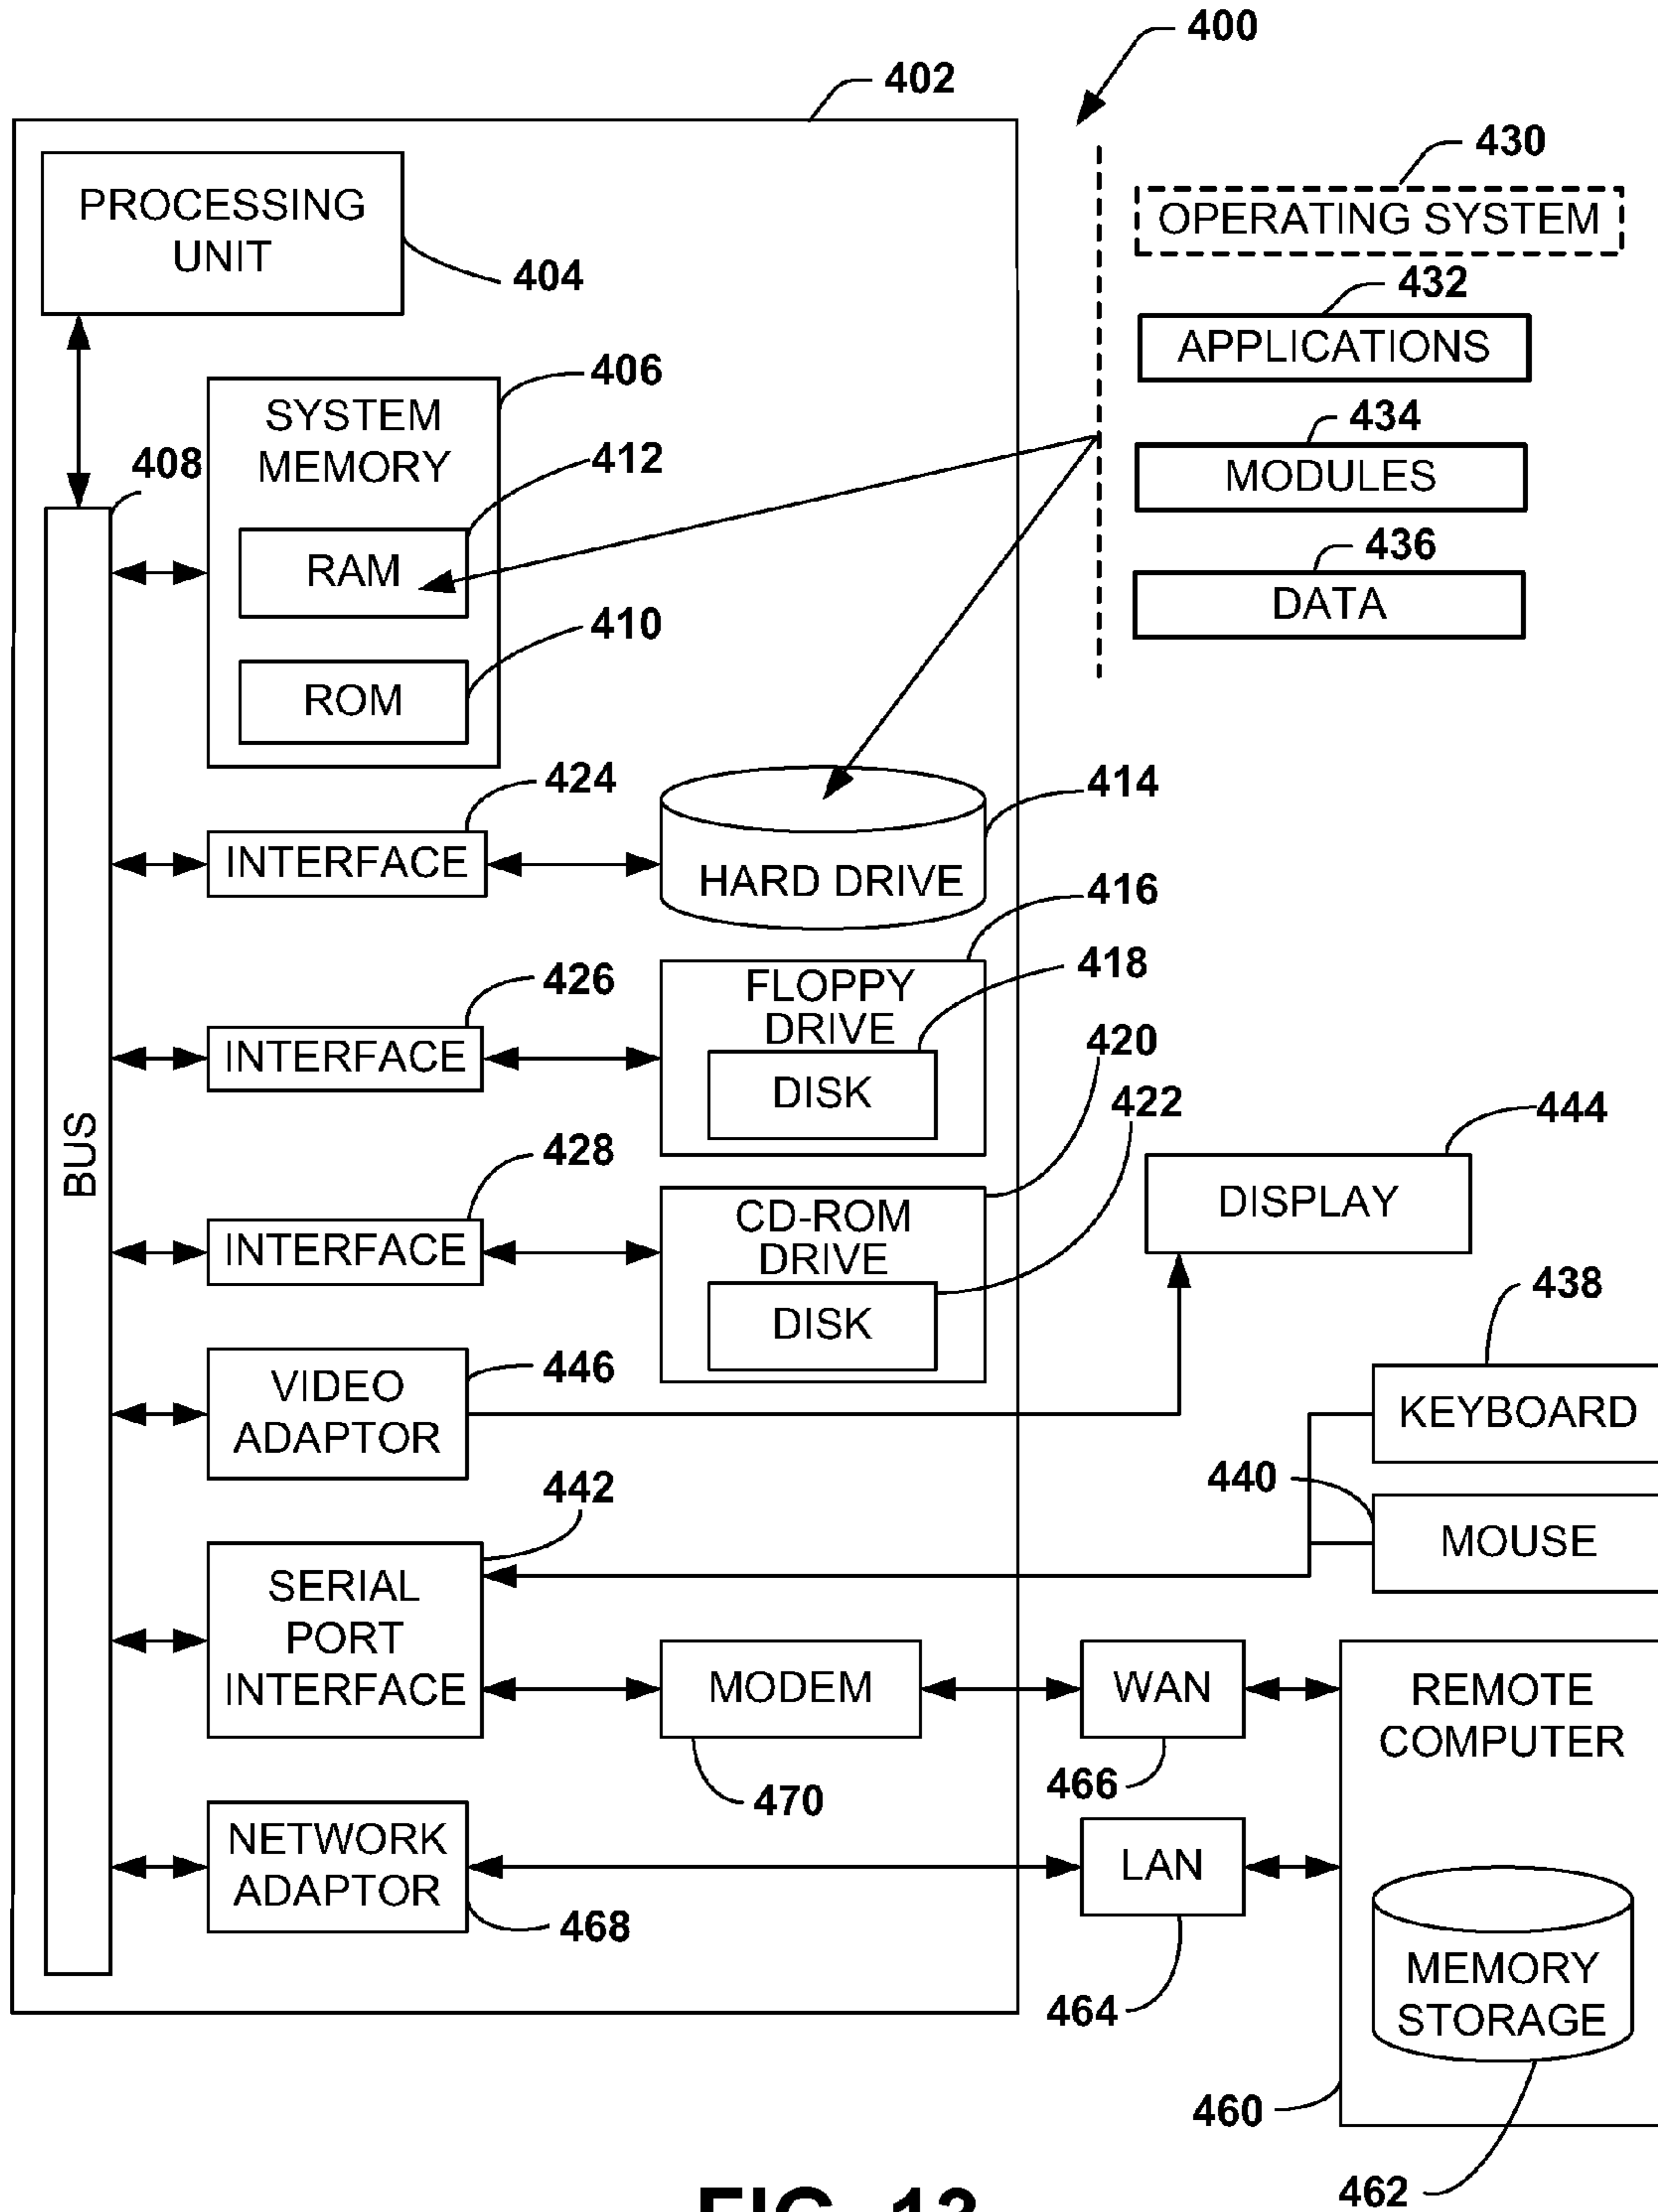 400
402
430
PROCESSING
UNIT
404
OPERATING SYSTEM
432
APPLICATIONS
406
SYSTEM
MEMORY
408
412
RAM
410
ROM
434
MODULES
436
DATA
424
INTERFACE
414
HARD DRIVE
416
426
INTERFACE
FLOPPY
DRIVE
418
DISK
420
422
BUS
428
INTERFACE
CD-ROM
DRIVE
DISK
444
DISPLAY
438
KEYBOARD
446
VIDEO
ADAPTOR
440
MOUSE
442
SERIAL
PORT
INTERFACE
MODEM
470
WAN
466
REMOTE
COMPUTER
NETWORK
ADAPTOR
468
LAN
464
MEMORY
STORAGE
460
462
FIG. 13